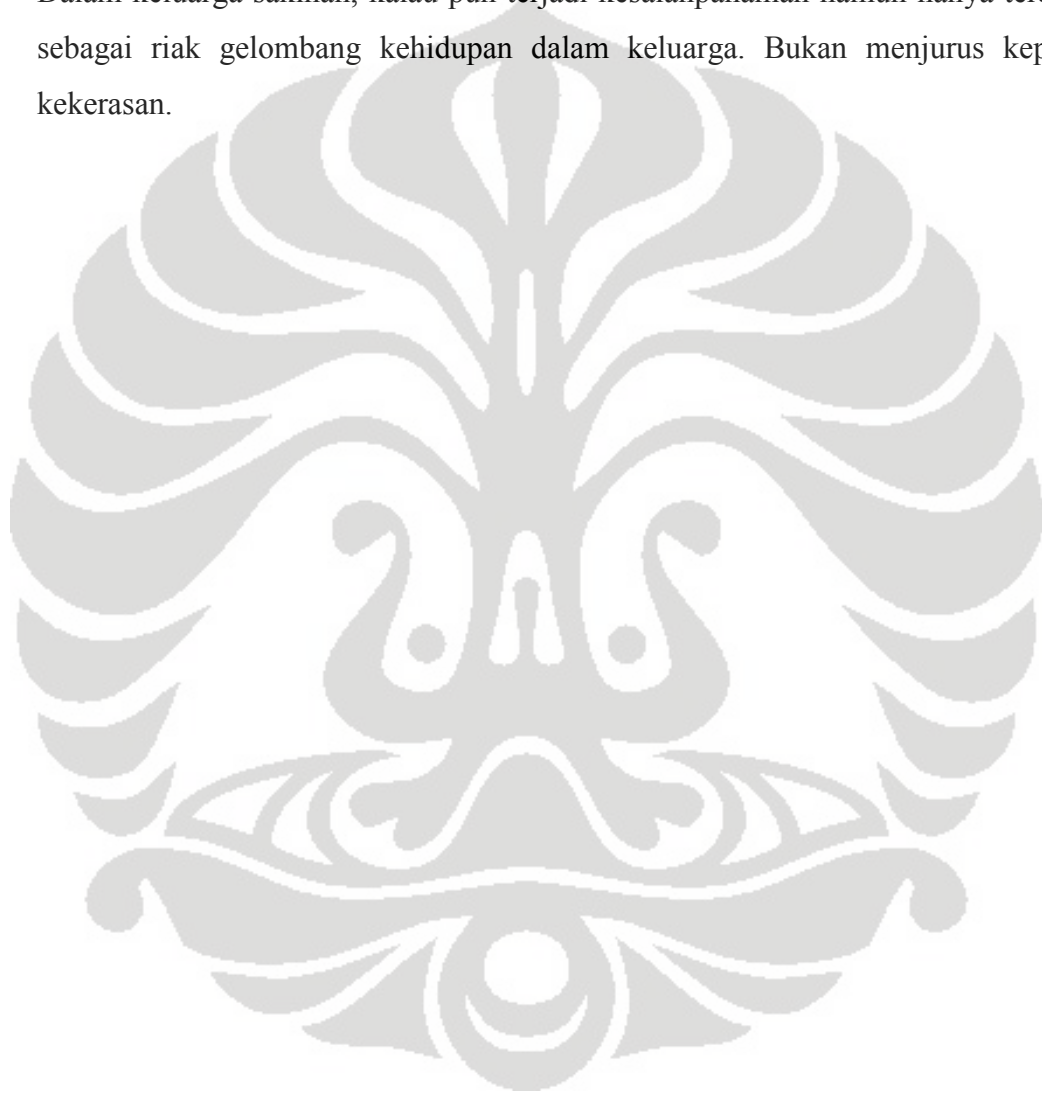 Dalam keluarga sakinah, kalau pun terjadi kesalahpahaman namun hanya
sebagai riak gelombang kehidupan dalam keluarga. Bukan menjurus
kekerasan.